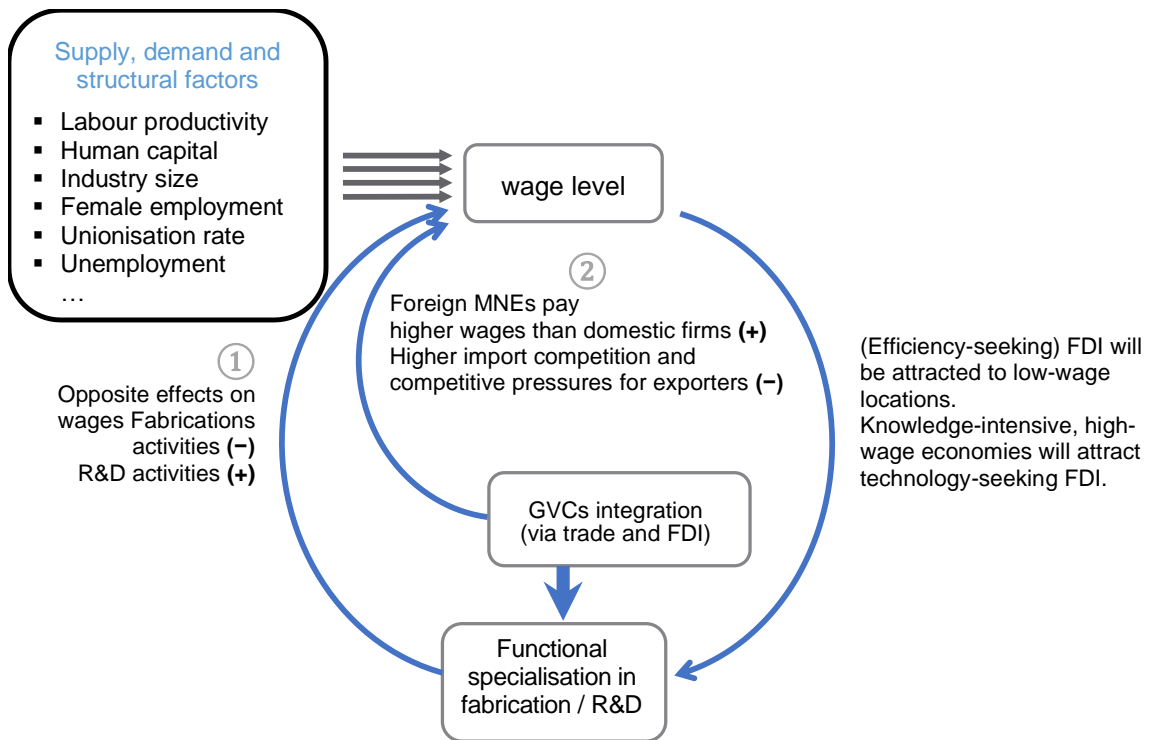 Supply, demand and
structural factors
▪ Labour productivity
▪ Human capital
▪ Industry size
▪ Female employment
▪ Unionisation rate
▪ Unemployment
…
wage level
②
Foreign MNEs pay
higher wages than domestic firms (+)
Higher import competition and
competitive pressures for exporters (−)
①
Opposite effects on
wages Fabrications
activities (−)
R&D activities (+)
(Efficiency-seeking) FDI will
be attracted to low-wage
locations.
Knowledge-intensive, high-
wage economies will attract
technology-seeking FDI.
GVCs integration
(via trade and FDI)
Functional
specialisation in
fabrication / R&D